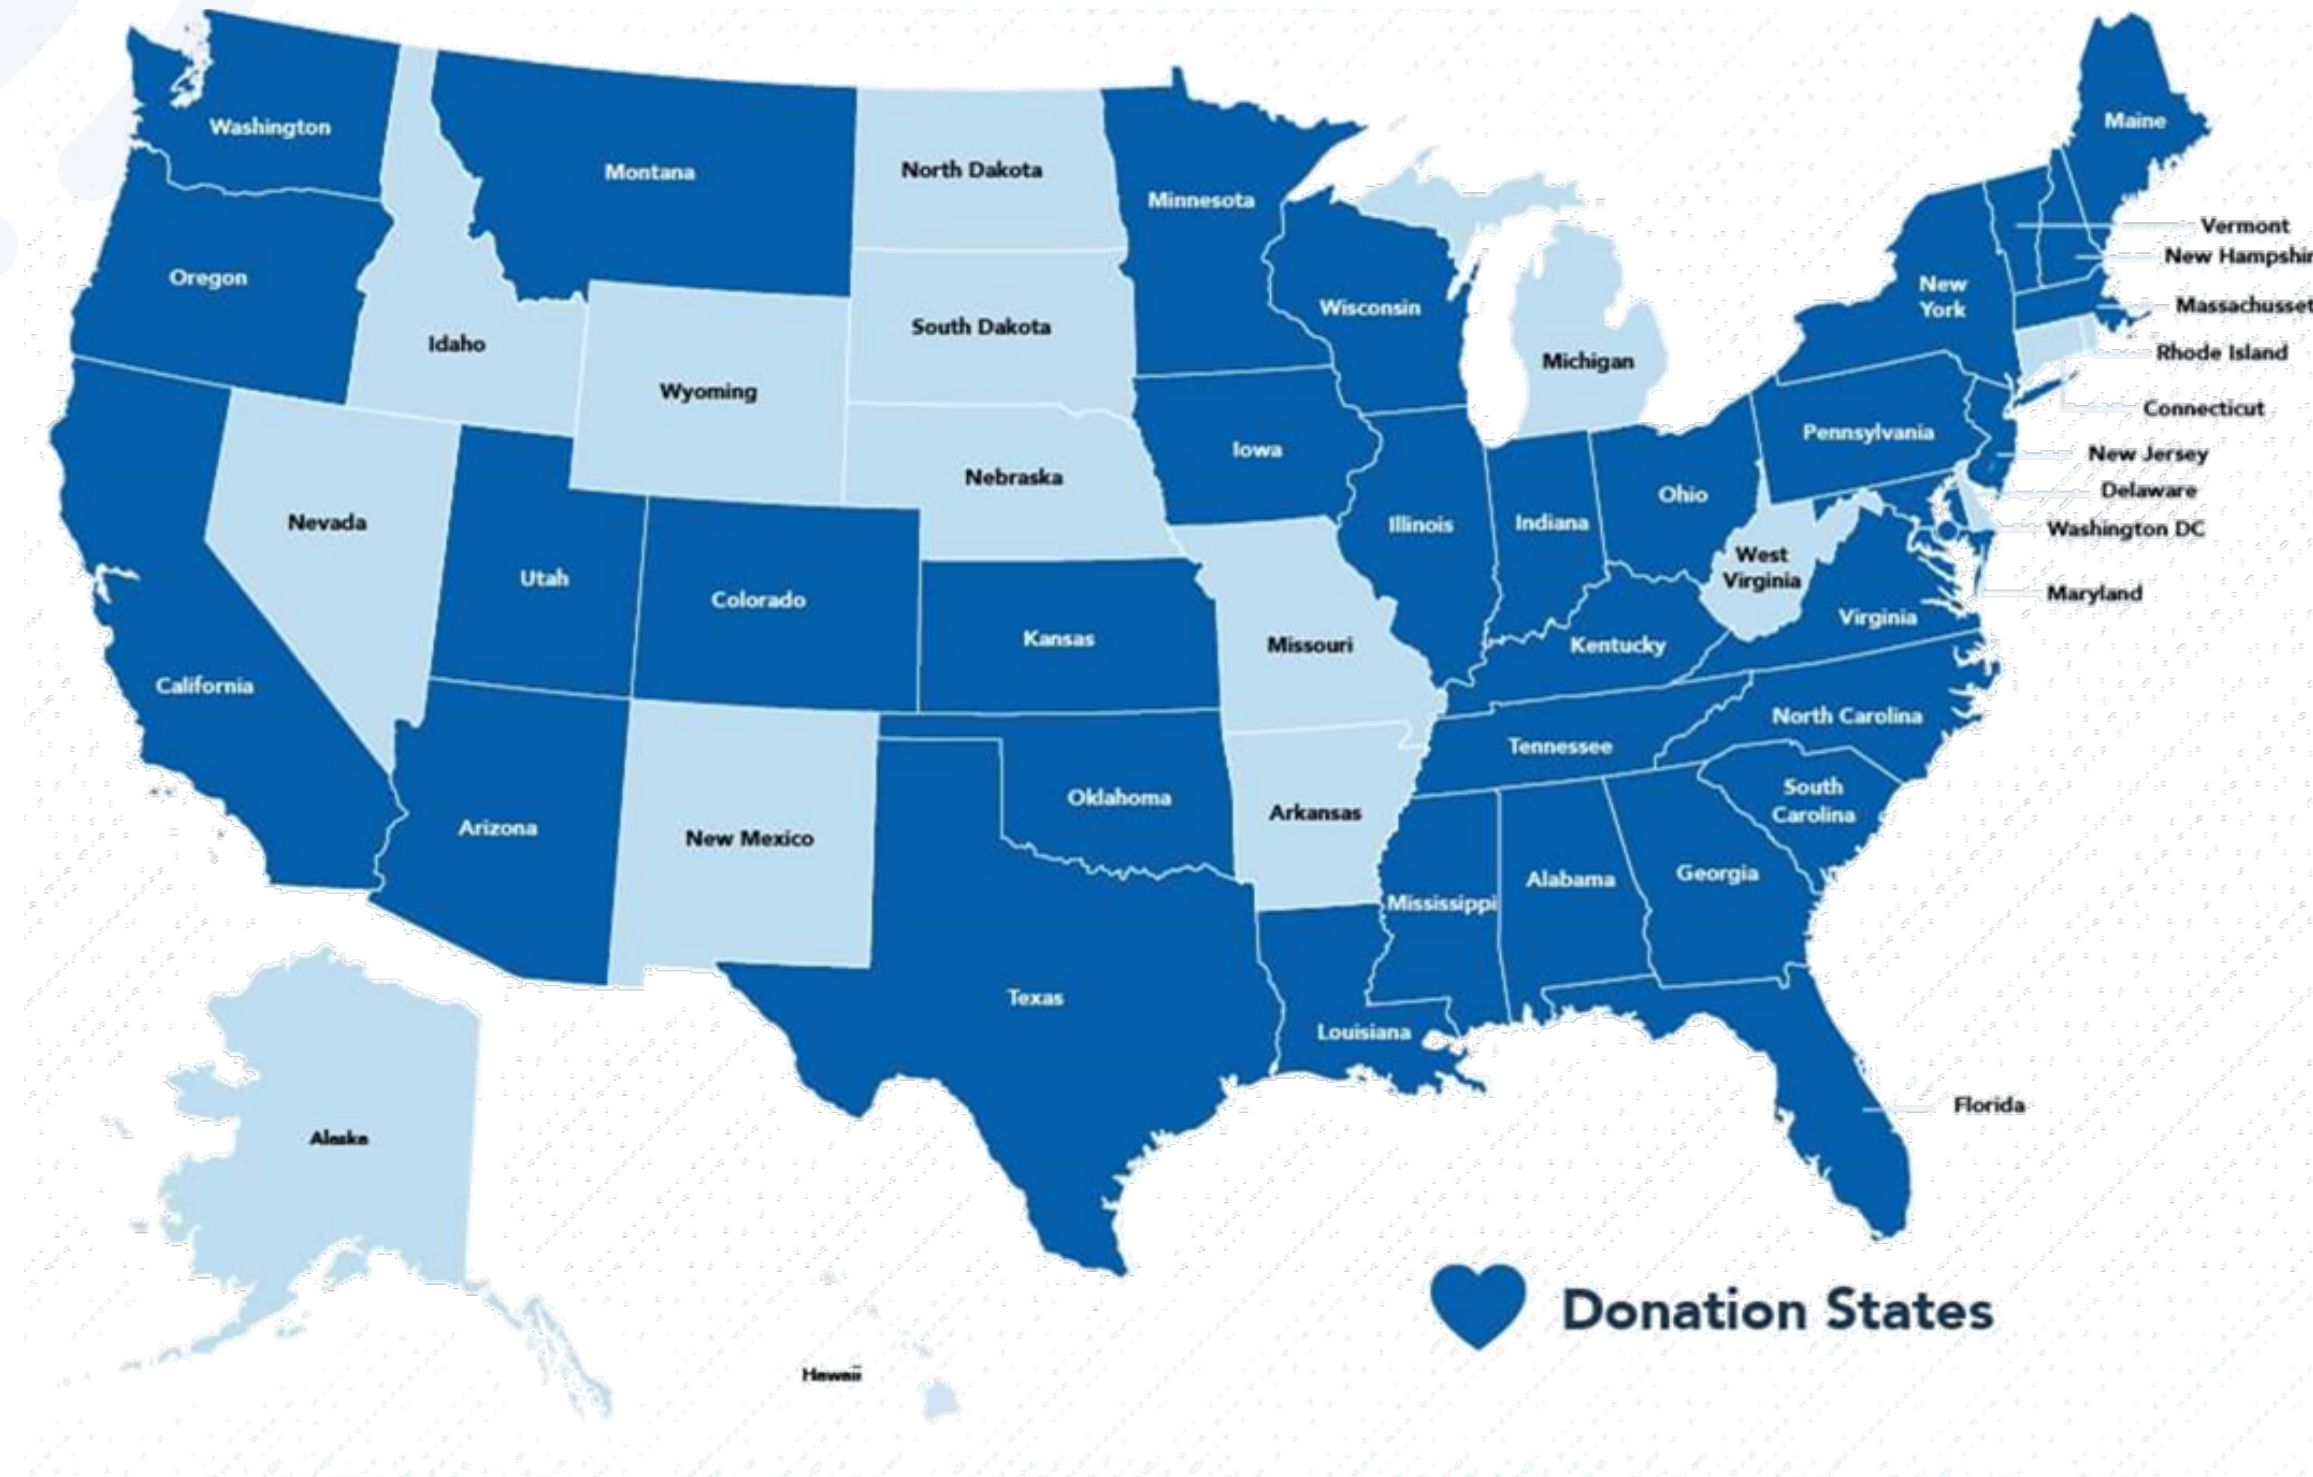 Washington
Montana
North Dakota
Minnesota
Maine
Oregon
Idaho
Wyoming
South Dakota
Wisconsin
Michigan
New
York
Vermont
New Hampshir
Massachusset
Rhode Island
Connecticut
New Jersey
Delaware
Washington DC
Maryland
Nebraska
Iowa
Illinois
Indiana
Ohio
Pennsylvania
Nevada
Utah
Colorado
Kansas
Missouri
Kentucky
West
Virginia
Virginia
California
Arizona
New Mexico
Oklahoma
Arkansas
Tennessee
North Carolina
South
Carolina
Mississippi
Alabama
Georgia
Texas
Louisiana
Florida
Alaska
Hawaii
Donation States